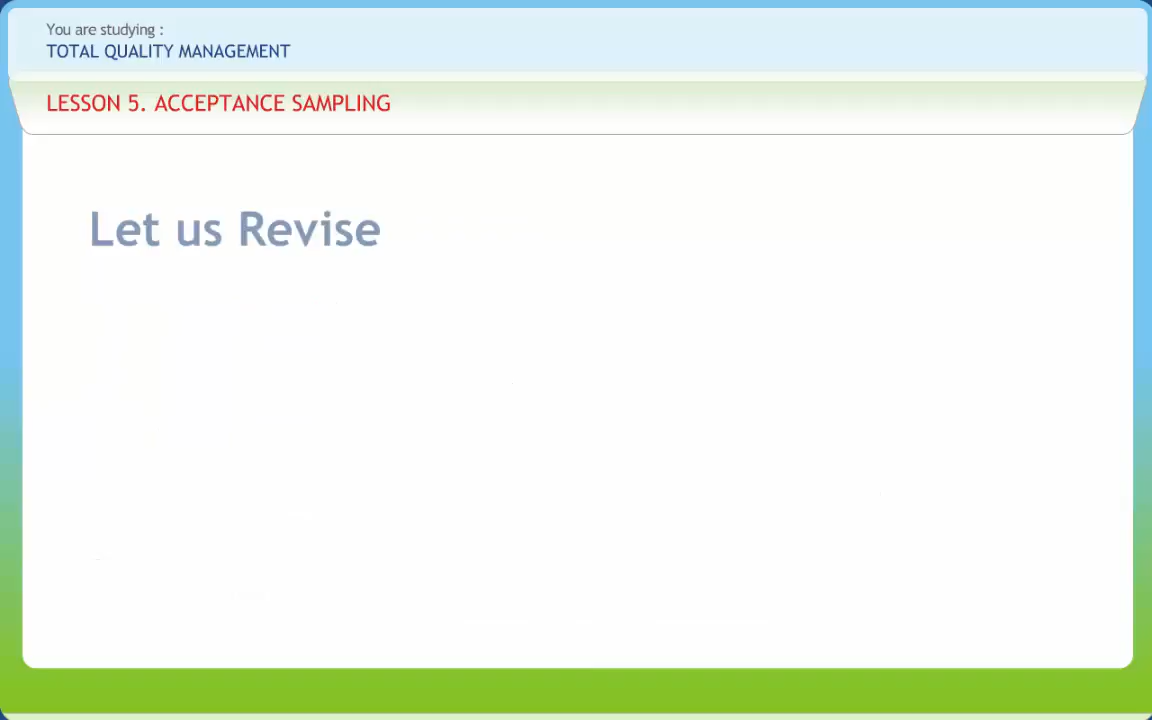 You are studying :
TOTAL QUALITY MANAGEMENT
LESSON 5. ACCEPTANCE SAMPLING
Let us Revise